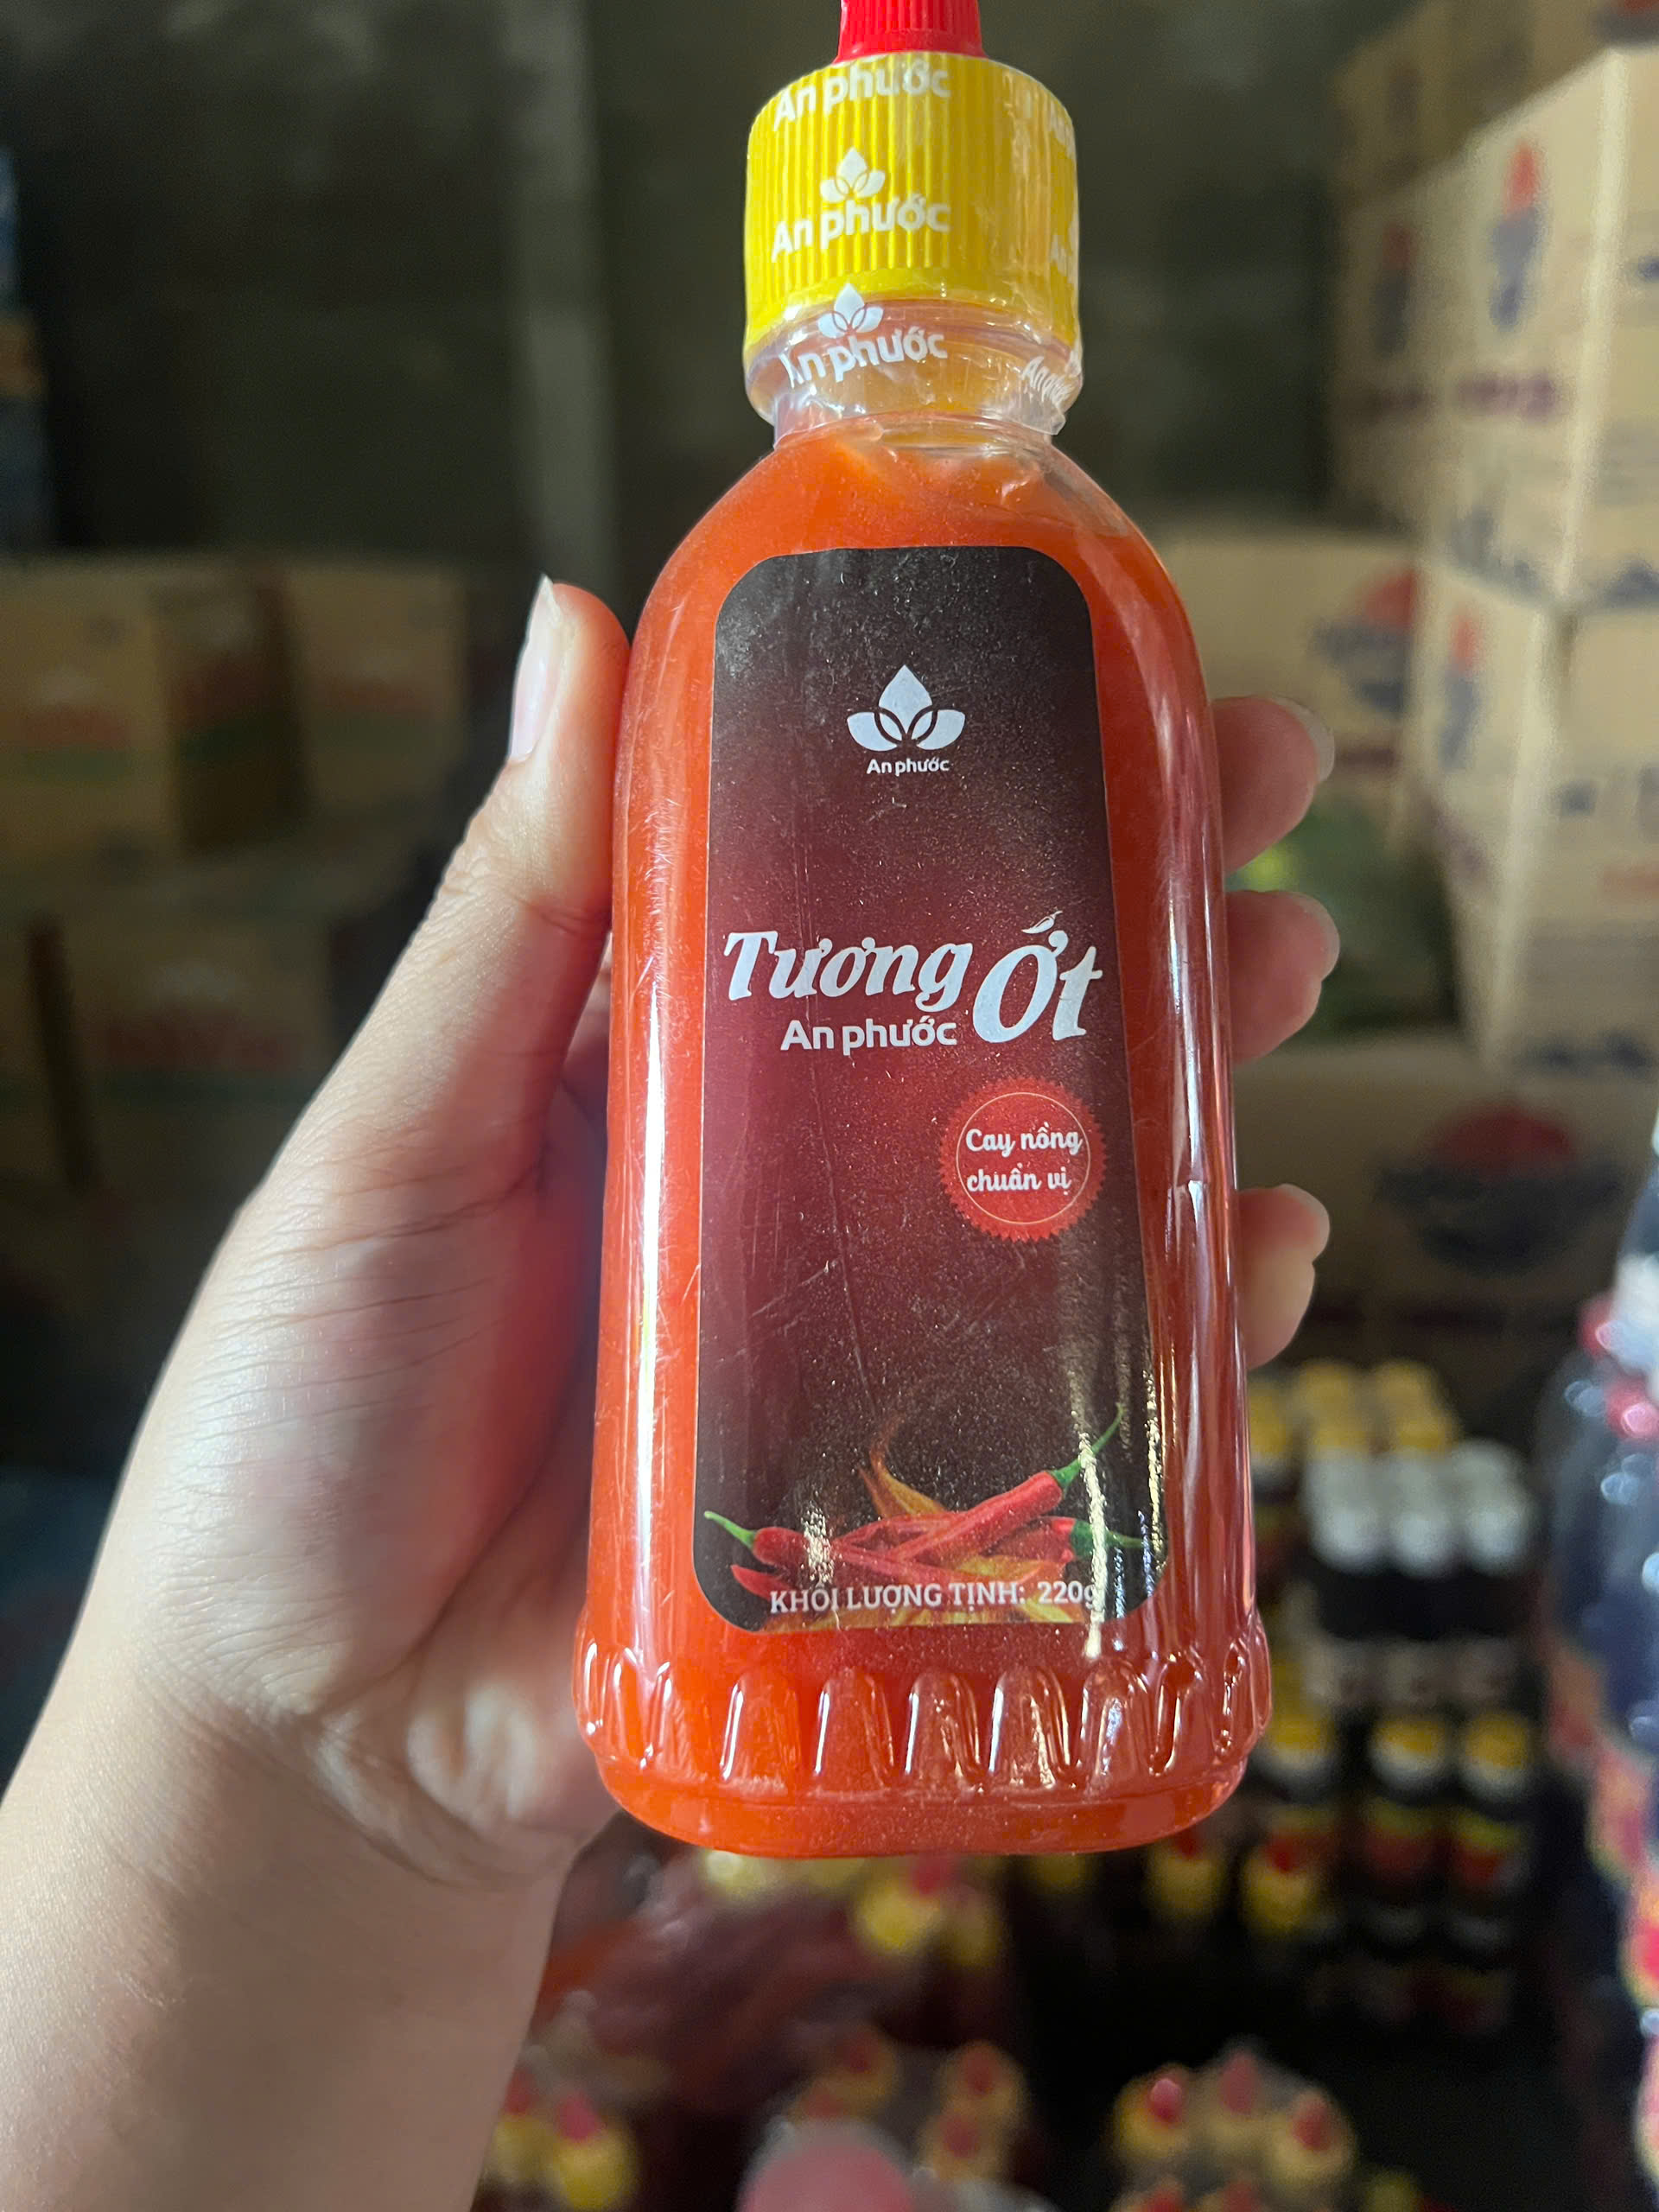 An phước
An phước
An phước
An phước
Tương Ớt
An phước
Cay nồng
chuẩn vị
KHỐI LƯỢNG TỊNH: 220g